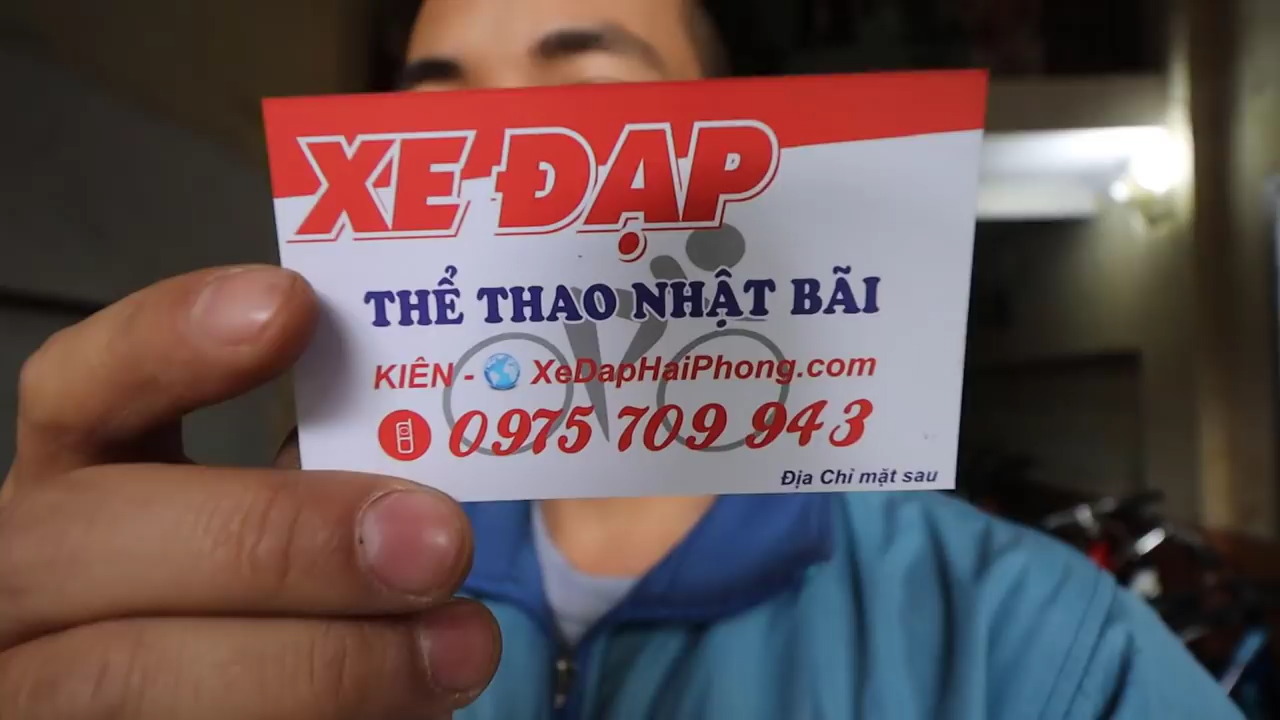 XE ĐẠP
THỂ THAO NHẬT BÃI
KIÊN - XeDapHaiPhong.com
0975 709 943
Địa Chỉ mặt sau